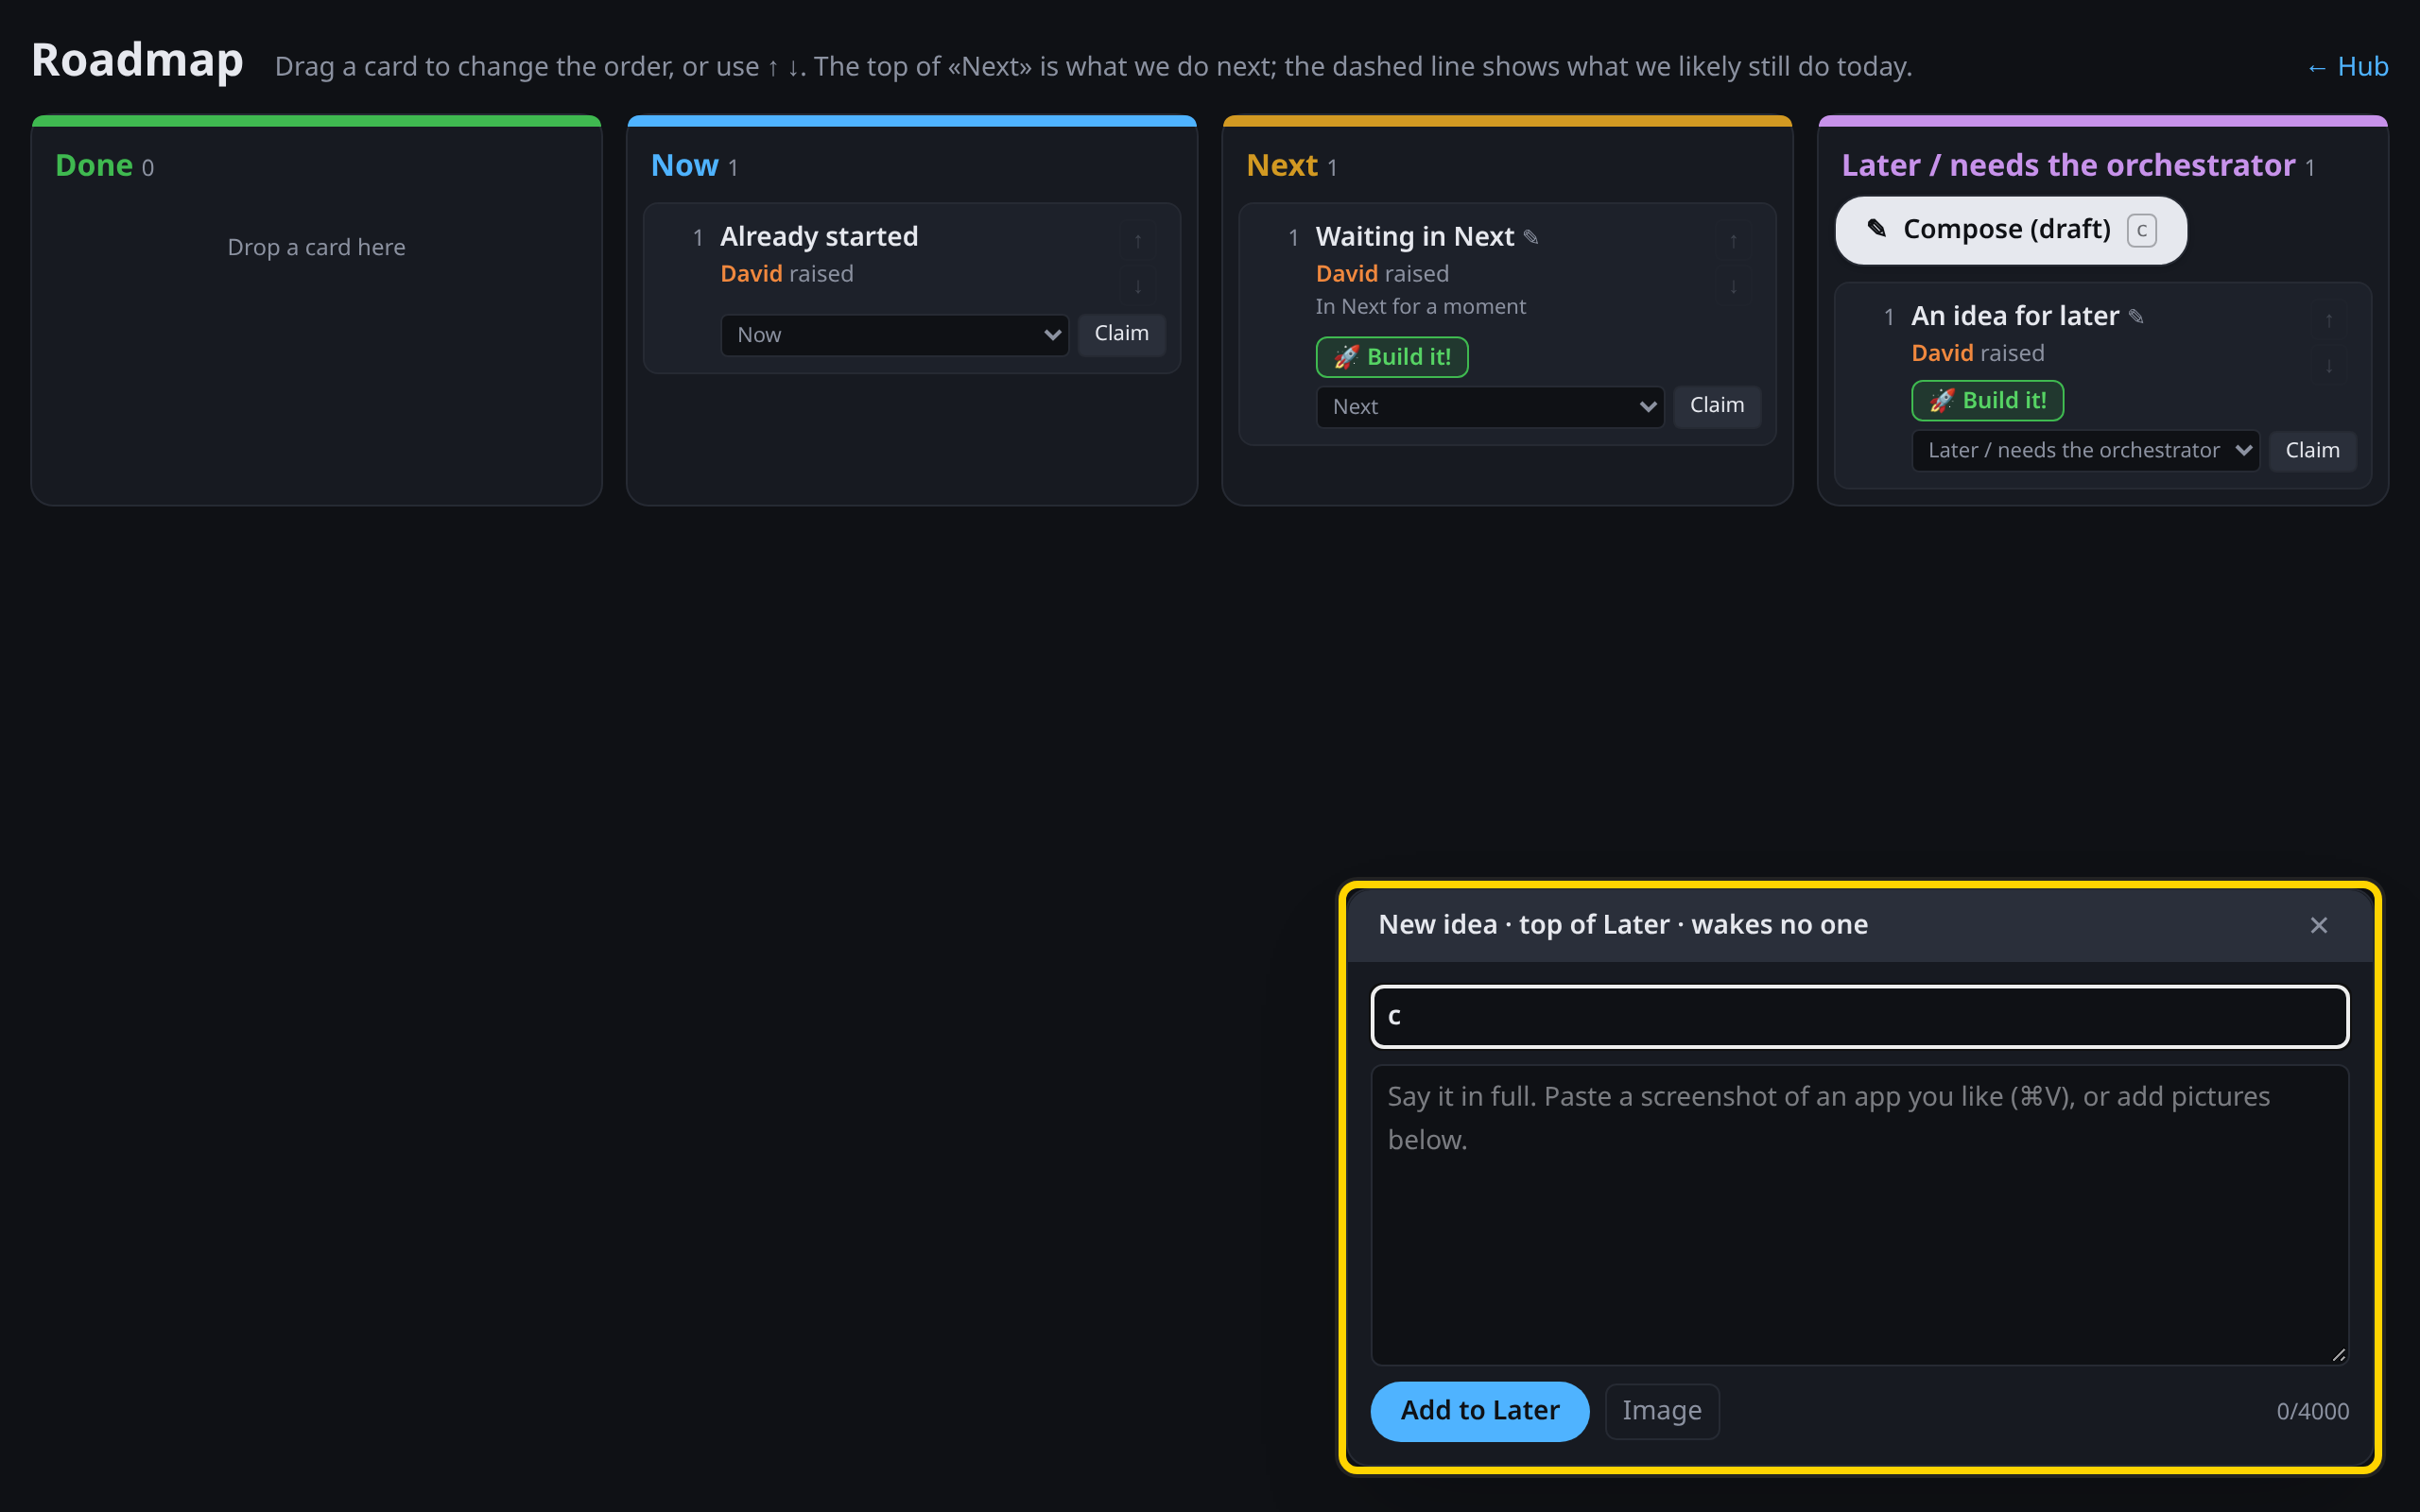 Roadmap Drag a card to change the order, or use ↑ ↓. The top of «Next» is what we do next; the dashed line shows what we likely still do today. ← Hub
Done 0
Drop a card here
Now 1
1 Already started ↑
David raised ↓
Now Claim
Next 1
1 Waiting in Next ✎ ↑
David raised ↓
In Next for a moment
🚀 Build it!
Next Claim
Later / needs the orchestrator 1
✎ Compose (draft) C
1 An idea for later ✎ ↑
David raised ↓
🚀 Build it!
Later / needs the orchestrator Claim
New idea · top of Later · wakes no one ✕
c
Say it in full. Paste a screenshot of an app you like (⌘V), or add pictures
below.
Add to Later Image 0/4000